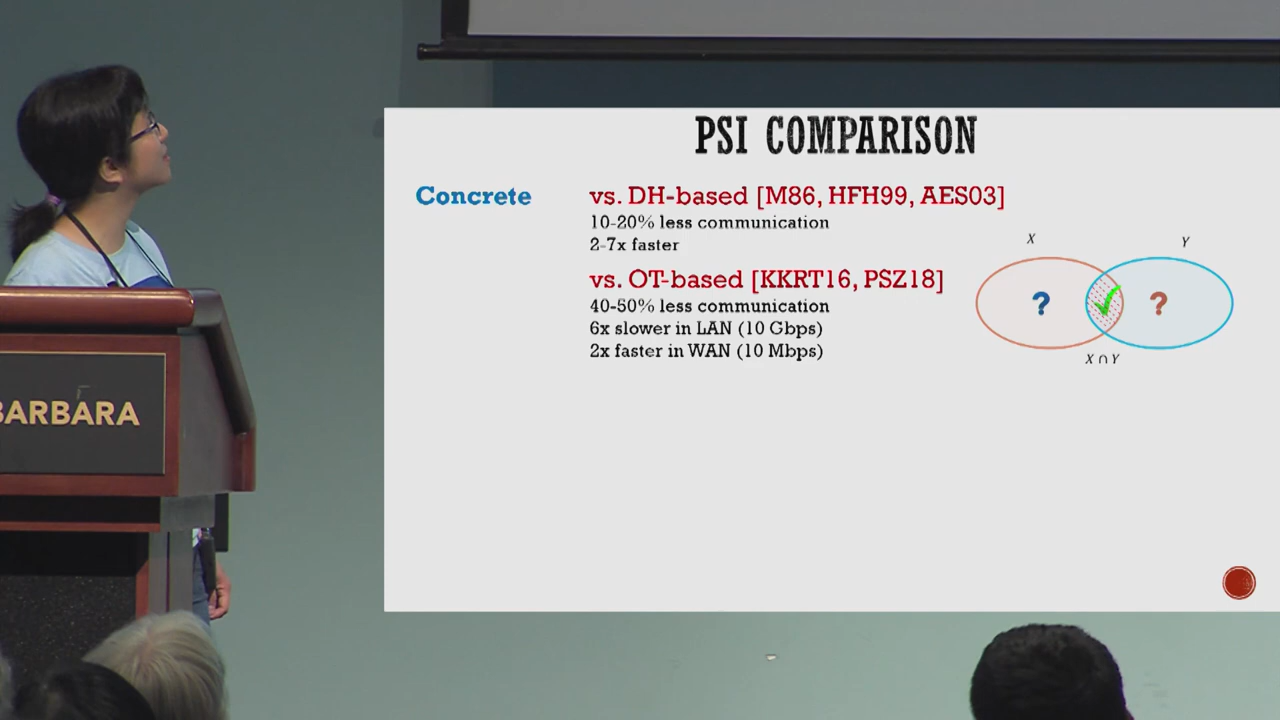 PSI COMPARISON
Concrete
vs. DH-based [M86, HFH99, AES03]
10-20% less communication
2-7x faster
vs. OT-based [KKRT16, PSZ18]
40-50% less communication
6x slower in LAN (10 Gbps)
2x faster in WAN (10 Mbps)
X
Y
?
?
X ∩ Y
BARBARA